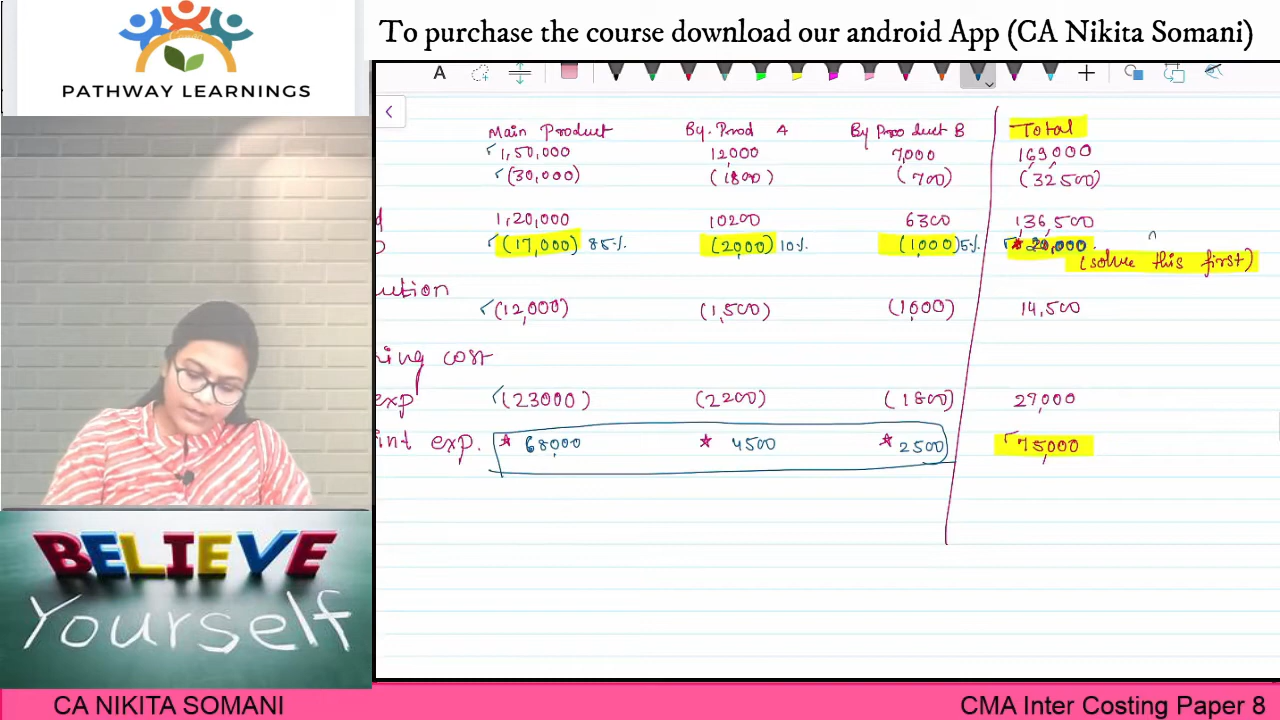 To purchase the course download our android App (CA Nikita Somani)
PATHWAY LEARNINGS
A
Main Product By. Prod A By Product B Total
1,50,000 12000 7,000 169000
(30,000) (1800) (700) (32500)
1,20,000 10200 6300 136,500
(17,000) 85% (2000) 10% (1000) 5% 20,000
(solve this first)
ution
(12,000) (1,500) (1000) 14,500
ing cost
exp (23000) (2200) (1800) 27,000
int exp. 68000 4500 2500 75000
BELIEVE
Yourself
CA NIKITA SOMANI
CMA Inter Costing Paper 8